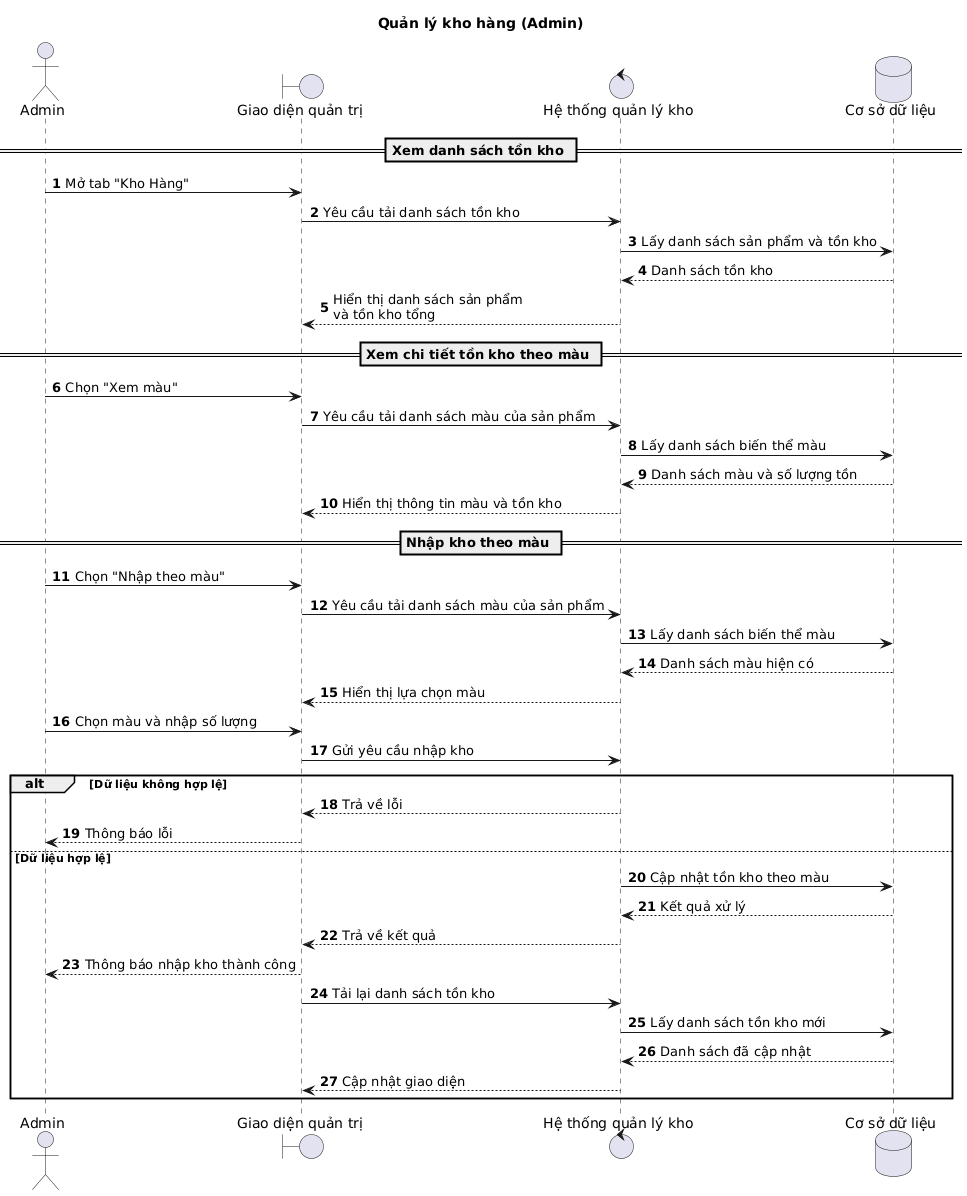 Quản lý kho hàng (Admin)
Admin
Giao diện quản trị
Hệ thống quản lý kho
Cơ sở dữ liệu
Xem danh sách tồn kho
1 Mở tab "Kho Hàng"
2 Yêu cầu tải danh sách tồn kho
3 Lấy danh sách sản phẩm và tồn kho
4 Danh sách tồn kho
5 Hiển thị danh sách sản phẩm
và tồn kho tổng
Xem chi tiết tồn kho theo màu
6 Chọn "Xem màu"
7 Yêu cầu tải danh sách màu của sản phẩm
8 Lấy danh sách biến thể màu
9 Danh sách màu và số lượng tồn
10 Hiển thị thông tin màu và tồn kho
Nhập kho theo màu
11 Chọn "Nhập theo màu"
12 Yêu cầu tải danh sách màu của sản phẩm
13 Lấy danh sách biến thể màu
14 Danh sách màu hiện có
15 Hiển thị lựa chọn màu
16 Chọn màu và nhập số lượng
17 Gửi yêu cầu nhập kho
alt [Dữ liệu không hợp lệ]
18 Trả về lỗi
19 Thông báo lỗi
[Dữ liệu hợp lệ]
20 Cập nhật tồn kho theo màu
21 Kết quả xử lý
22 Trả về kết quả
23 Thông báo nhập kho thành công
24 Tải lại danh sách tồn kho
25 Lấy danh sách tồn kho mới
26 Danh sách đã cập nhật
27 Cập nhật giao diện
Admin
Giao diện quản trị
Hệ thống quản lý kho
Cơ sở dữ liệu